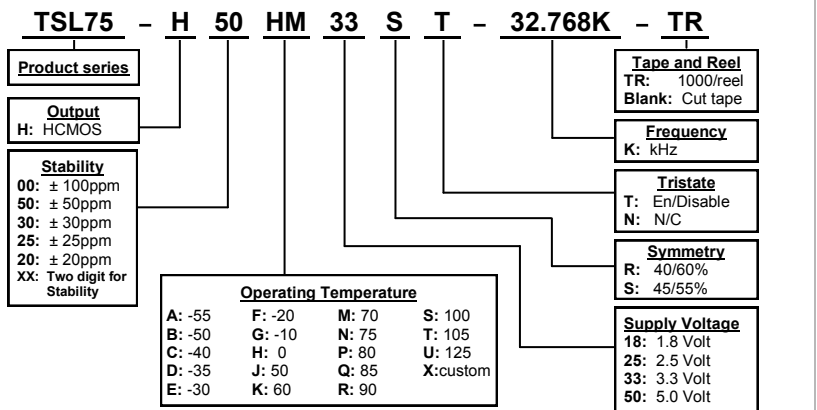 TSL75 – H 50 HM 33 S T – 32.768K – TR
Product series
Output
H: HCMOS
Stability
00: ± 100ppm
50: ± 50ppm
30: ± 30ppm
25: ± 25ppm
20: ± 20ppm
XX: Two digit for
Stability
Operating Temperature
A: -55 F: -20 M: 70 S: 100
B: -50 G: -10 N: 75 T: 105
C: -40 H: 0 P: 80 U: 125
D: -35 J: 50 Q: 85 X:custom
E: -30 K: 60 R: 90
Tape and Reel
TR: 1000/reel
Blank: Cut tape
Frequency
K: kHz
Tristate
T: En/Disable
N: N/C
Symmetry
R: 40/60%
S: 45/55%
Supply Voltage
18: 1.8 Volt
25: 2.5 Volt
33: 3.3 Volt
50: 5.0 Volt